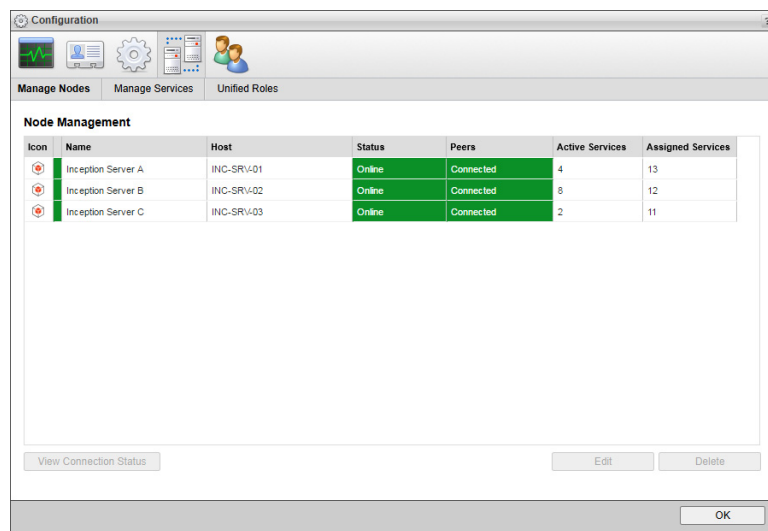 Configuration
Manage Nodes Manage Services Unified Roles
Node Management
Icon Name Host Status Peers Active Services Assigned Services
Inception Server A INC-SRV-01 Online Connected 4 13
Inception Server B INC-SRV-02 Online Connected 8 12
Inception Server C INC-SRV-03 Online Connected 2 11
View Connection Status Edit Delete
OK